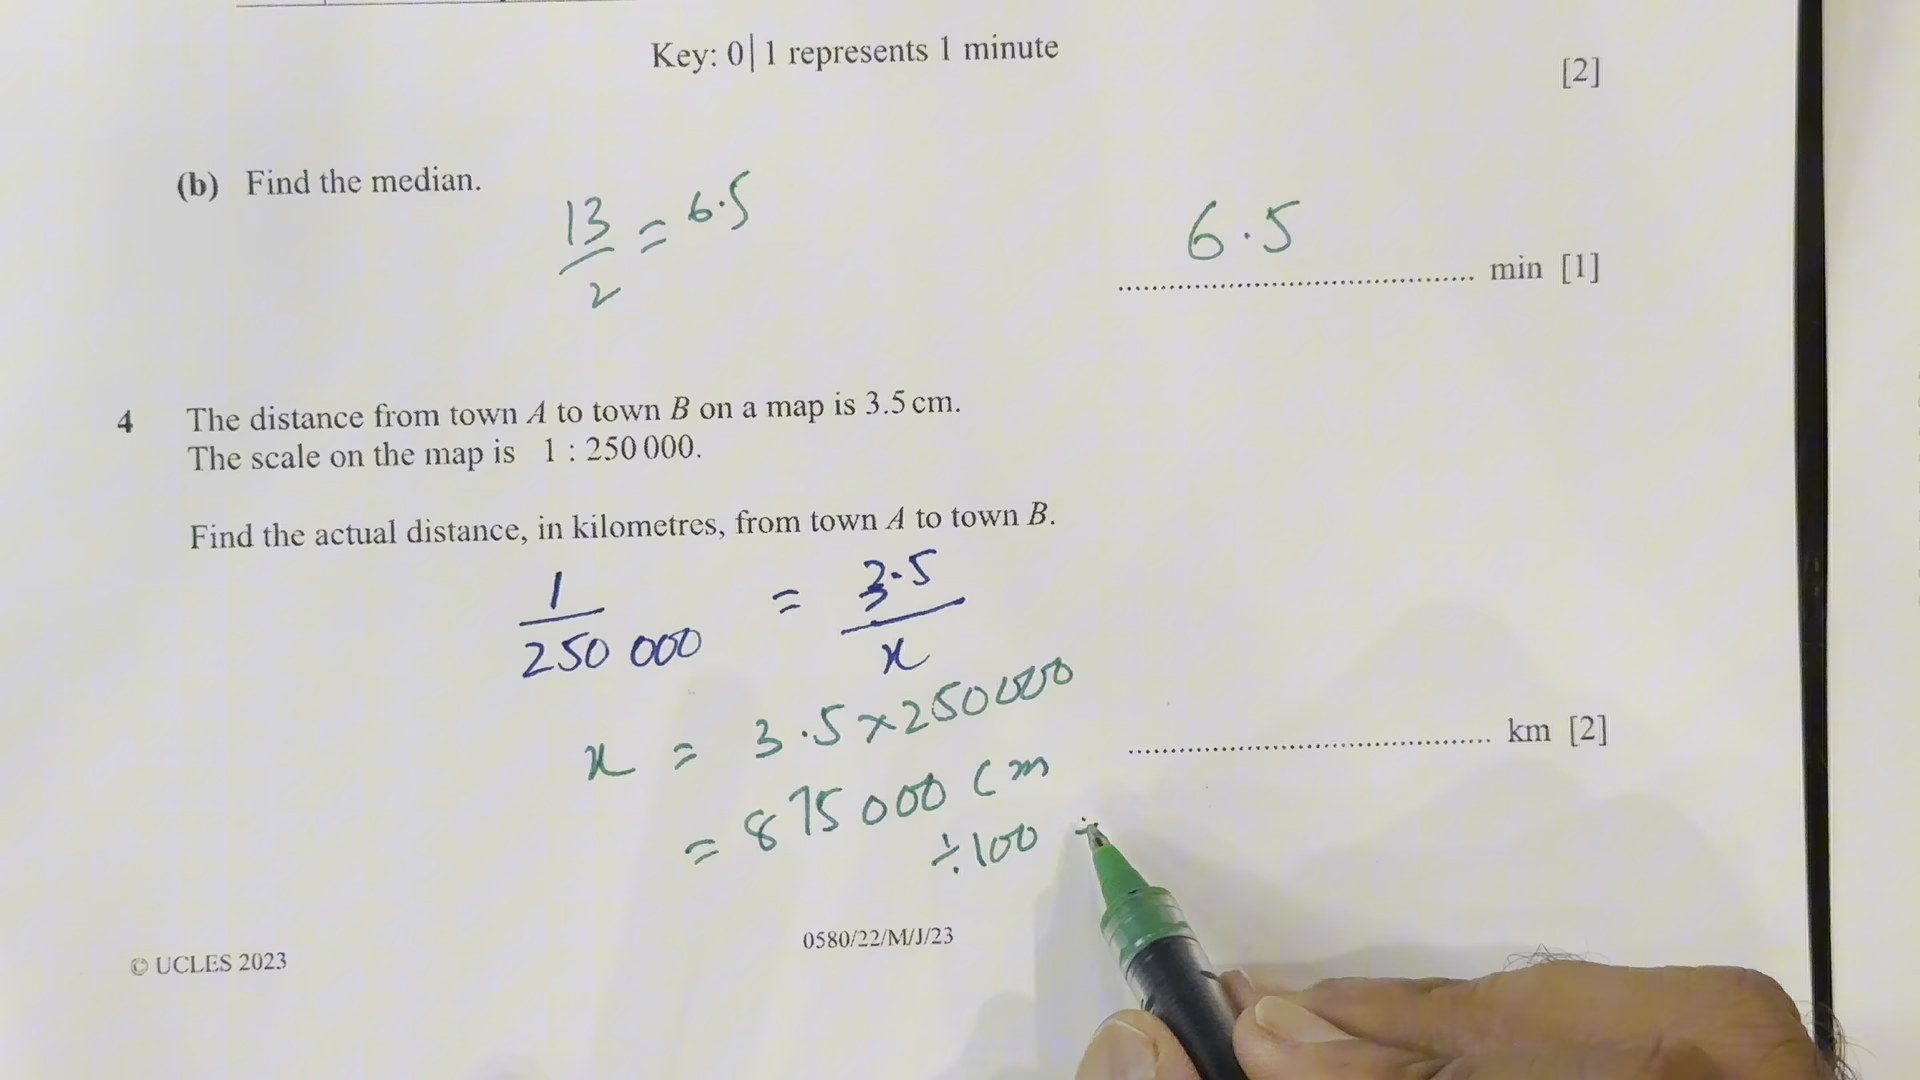 Key: 0|1 represents 1 minute
[2]
(b) Find the median.
13/2 = 6.5
6.5
min [1]
4 The distance from town A to town B on a map is 3.5 cm.
The scale on the map is 1 : 250 000.
Find the actual distance, in kilometres, from town A to town B.
1/250 000 = 3.5/x
x = 3.5 × 250000
km [2]
= 875000 cm
÷100 ÷
0580/22/M/J/23
© UCLES 2023